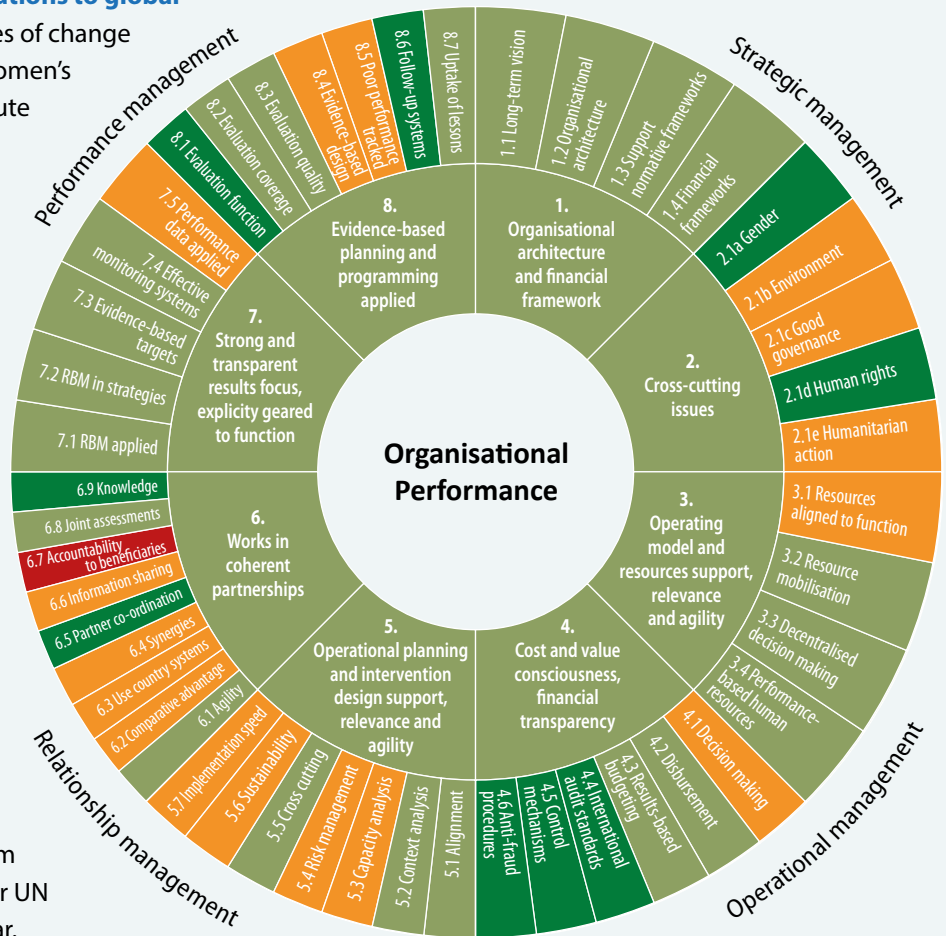 ations to global
es of change
omen's
ute
m
r UN
ar.
Performance management
Strategic management
Operational management
Relationship management
Organisational
Performance
1.
Organisational
architecture
and financial
framework
1.1 Long-term vision
1.2 Organisational
architecture
1.3 Support
normative frameworks
1.4 Financial
frameworks
2.
Cross-cutting
issues
2.1a Gender
2.1b Environment
2.1c Good
governance
2.1d Human rights
2.1e Humanitarian
action
3.
Operating
model and
resources support,
relevance
and agility
3.1 Resources
aligned to function
3.2 Resource
mobilisation
3.3 Decentralised
decision making
3.4 Performance-
based human
resources
4.
Cost and value
consciousness,
financial
transparency
4.1 Decision making
4.2 Disbursement
4.3 Results-based
budgeting
4.4 International
audit standards
4.5 Control
mechanisms
4.6 Anti-fraud
procedures
5.
Operational planning
and intervention
design support,
relevance and
agility
5.1 Alignment
5.2 Context analysis
5.3 Capacity analysis
5.4 Risk management
5.5 Cross cutting
5.6 Sustainability
5.7 Implementation speed
6.
Works in
coherent
partnerships
6.1 Agility
6.2 Comparative advantage
6.3 Use country systems
6.4 Synergies
6.5 Partner co-ordination
6.6 Information sharing
6.7 Accountability
to beneficiaries
6.8 Joint assessments
6.9 Knowledge
7.
Strong and
transparent
results focus,
explicity geared
to function
7.1 RBM applied
7.2 RBM in strategies
7.3 Evidence-based
targets
7.4 Effective
monitoring systems
7.5 Performance
data applied
8.
Evidence-based
planning and
programming
applied
8.1 Evaluation function
8.2 Evaluation coverage
8.3 Evaluation quality
8.4 Evidence-based
design
8.5 Poor performance
tracked
8.6 Follow-up systems
8.7 Uptake of lessons